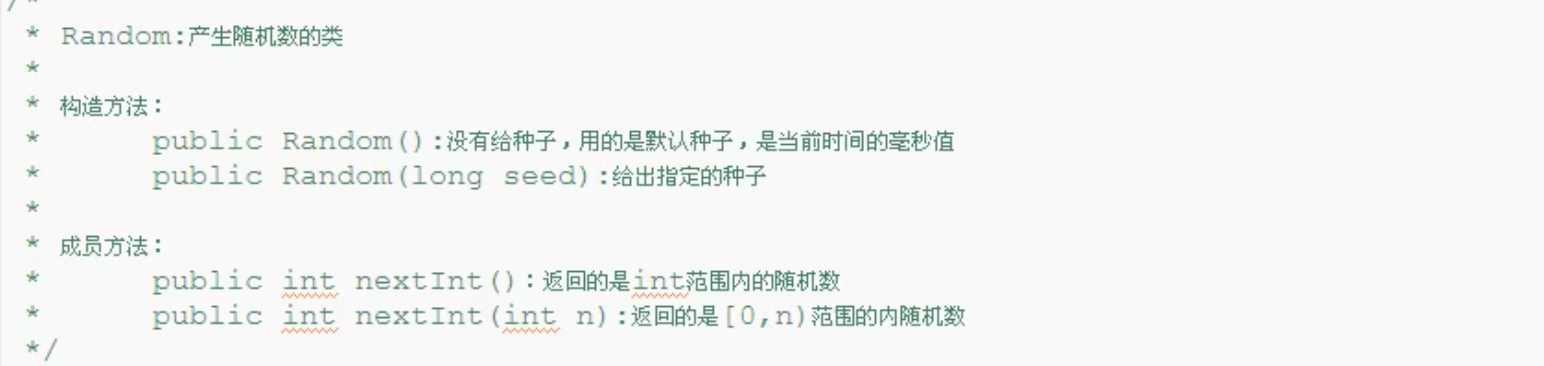 /*
* Random:产生随机数的类
*
* 构造方法:
* public Random():没有给种子,用的是默认种子,是当前时间的毫秒值
* public Random(long seed):给出指定的种子
*
* 成员方法:
* public int nextInt():返回的是int范围内的随机数
* public int nextInt(int n):返回的是[0,n)范围的内随机数
*/